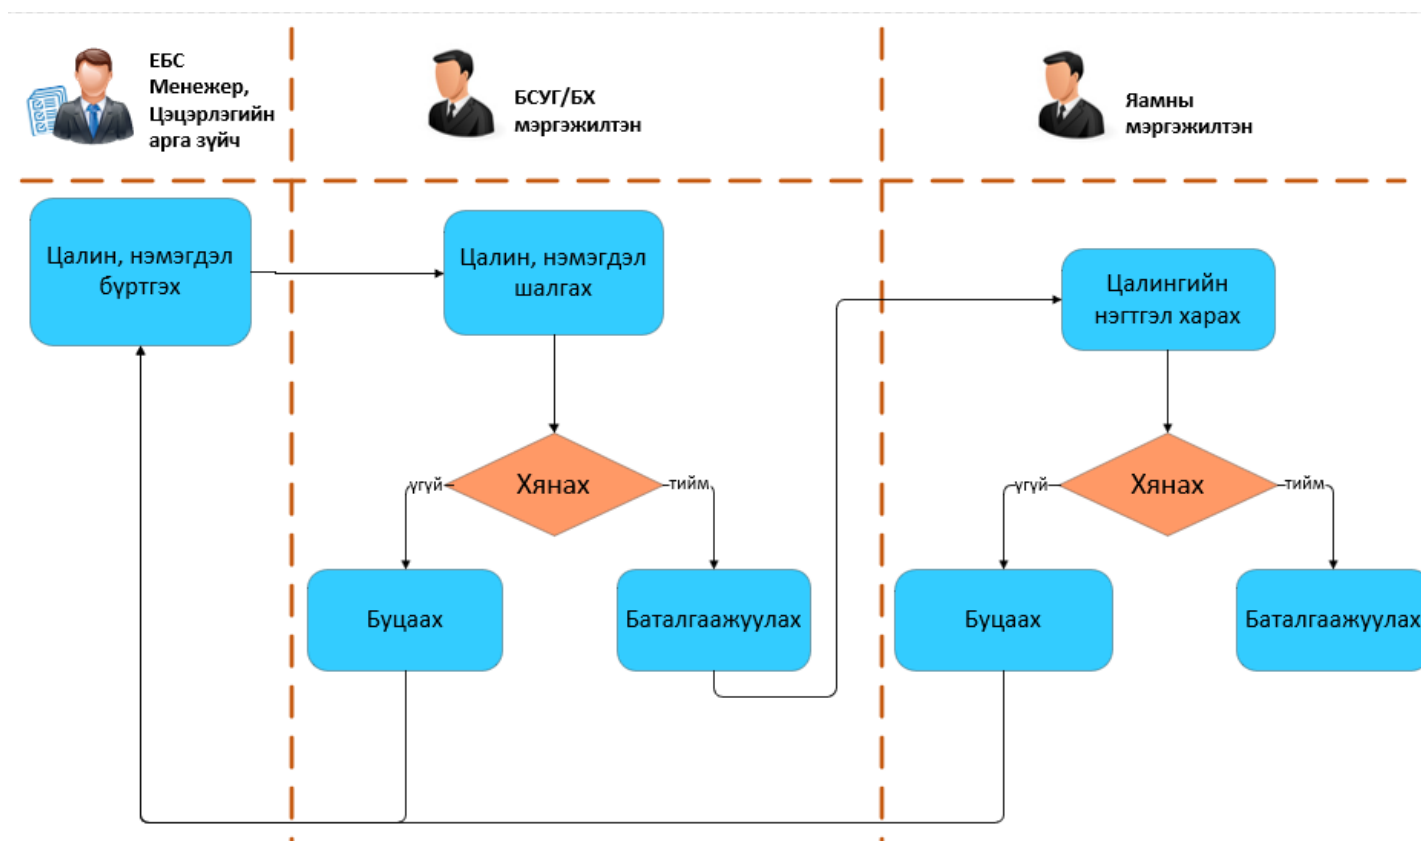 ЕБС
Менежер,
Цэцэрлэгийн
арга зүйч
БСУГ/БХ
мэргэжилтэн
Яамны
мэргэжилтэн
Цалин, нэмэгдэл
бүртгэх
Цалин, нэмэгдэл
шалгах
Цалингийн
нэгтгэл харах
үгүй
Хянах
тийм
үгүй
Хянах
тийм
Буцаах
Баталгаажуулах
Буцаах
Баталгаажуулах